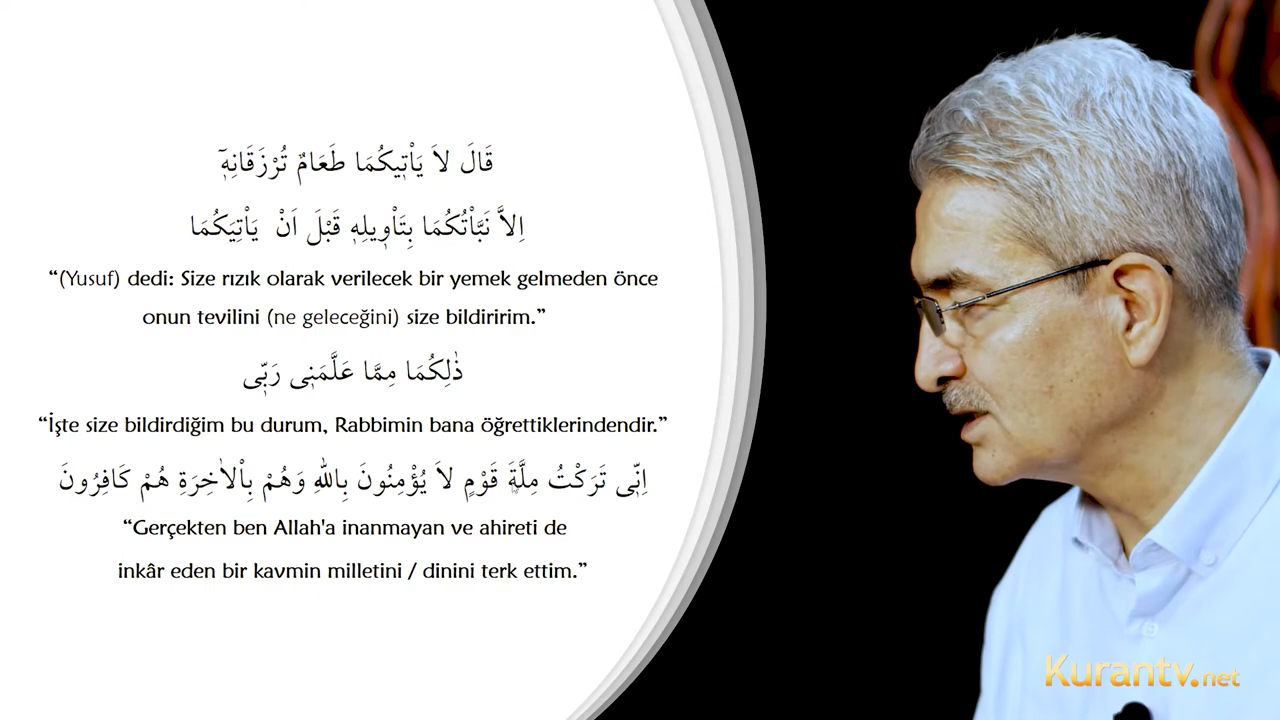 قَالَ لاَ يَاْتٖيكُمَا طَعَامٌ تُرْزَقَانِهٖٓ
اِلاَّ نَبَّاْتُكُمَا بِتَاْوٖيلِهٖ قَبْلَ اَنْ يَاْتِيَكُمَا
“(Yusuf) dedi: Size rızık olarak verilecek bir yemek gelmeden önce
onun tevilini (ne geleceğini) size bildiririm.”
ذٰلِكُمَا مِمَّا عَلَّمَنٖى رَبّٖى
“İşte size bildirdiğim bu durum, Rabbimin bana öğrettiklerindendir.”
اِنّٖى تَرَكْتُ مِلَّةَ قَوْمٍ لاَ يُؤْمِنُونَ بِاللّٰهِ وَهُمْ بِاْلاٰخِرَةِ هُمْ كَافِرُونَ
“Gerçekten ben Allah'a inanmayan ve ahireti de
inkâr eden bir kavmin milletini / dinini terk ettim.”
Kurantv.net